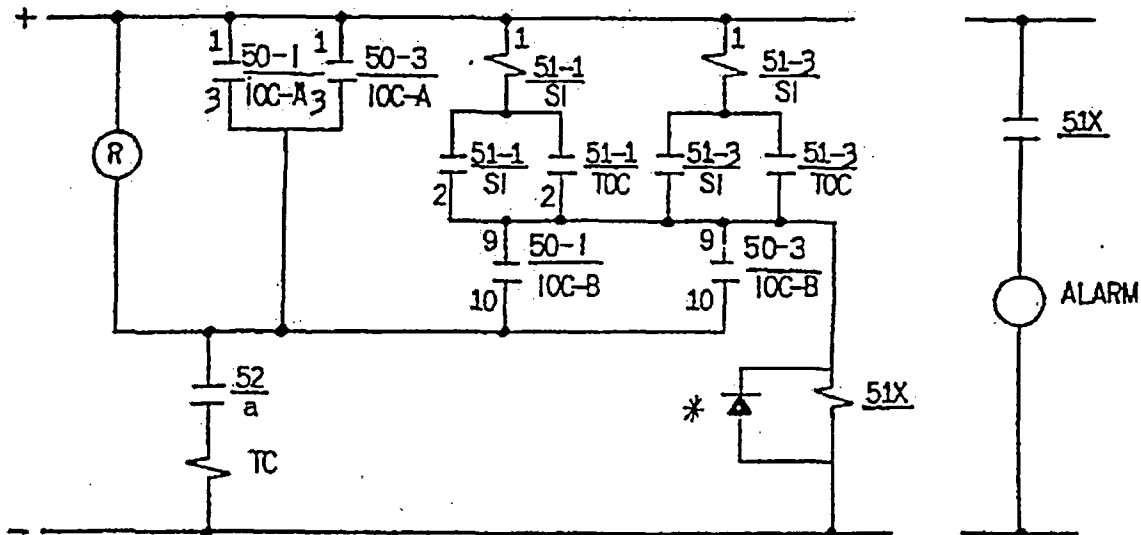 +
1 50-1 1 50-3
3 IOC-A 3 IOC-A
1 51-1
SI
1 51-3
SI
R
51-1 51-1 51-3 51-3
SI TOC SI TOC
2 2
9 50-1
IOC-B
10
9 50-3
IOC-B
10
52
a
TC
* 51X
-
51X
ALARM